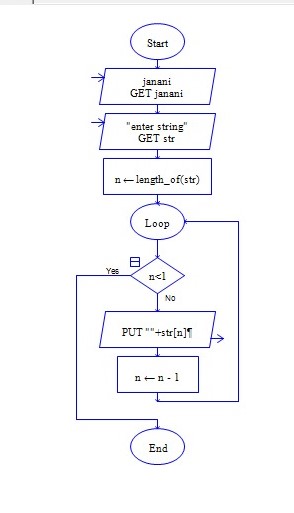 Start
janani
GET janani
"enter string"
GET str
n ← length_of(str)
Loop
Yes
n<1
No
PUT ""+str[n]¶
n ← n - 1
End